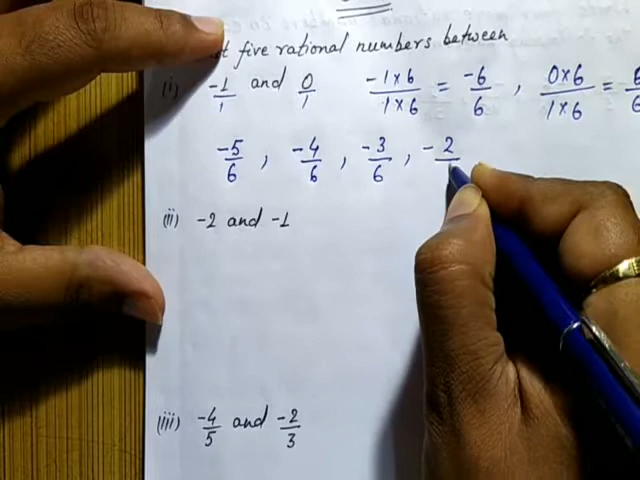 five rational numbers between
(i) -1/1 and 0/1 -1×6/1×6 = -6/6 , 0×6/1×6 =
-5/6 , -4/6 , -3/6 , -2/
(ii) -2 and -1
(iii) -4/5 and -2/3